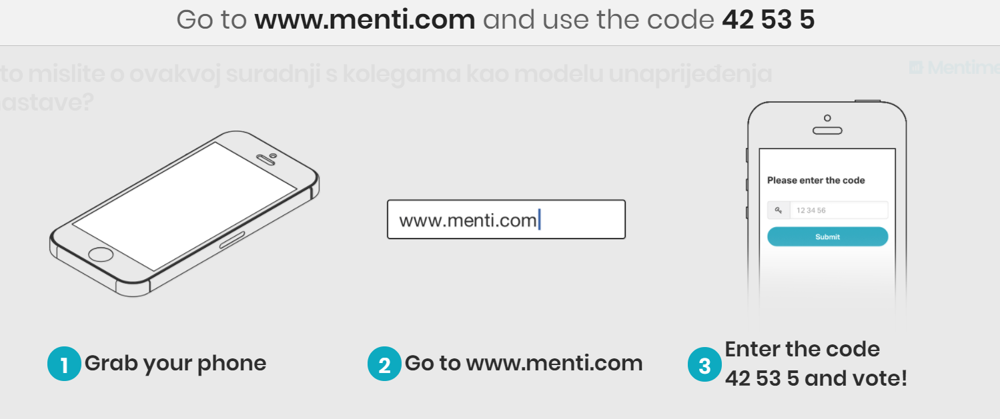 Go to www.menti.com and use the code 42 53 5
to mislite o ovakvoj suradnji s kolegama kao modelu unaprijeđenja
astave?
Mentime
Please enter the code
12 34 56
Submit
www.menti.com
1 Grab your phone
2 Go to www.menti.com
3 Enter the code
42 53 5 and vote!